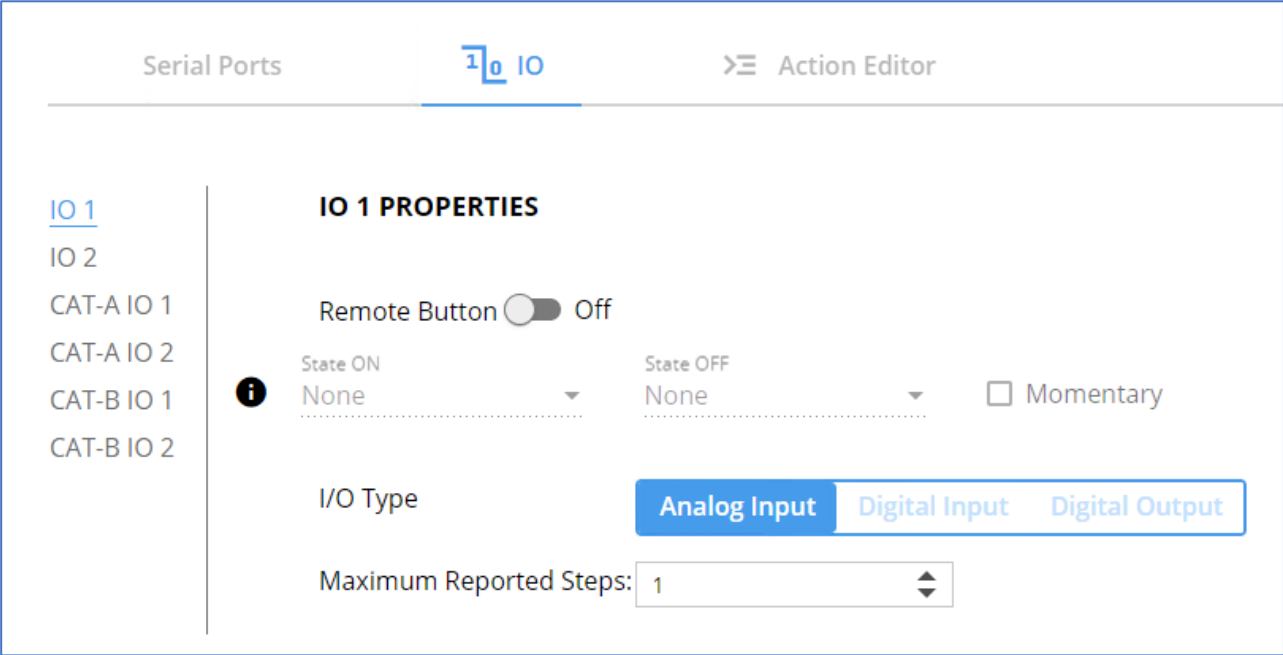 Serial Ports
IO
Action Editor
IO 1
IO 2
CAT-A IO 1
CAT-A IO 2
CAT-B IO 1
CAT-B IO 2
IO 1 PROPERTIES
Remote Button Off
State ON
None
State OFF
None
Momentary
I/O Type
Analog Input Digital Input Digital Output
Maximum Reported Steps: 1